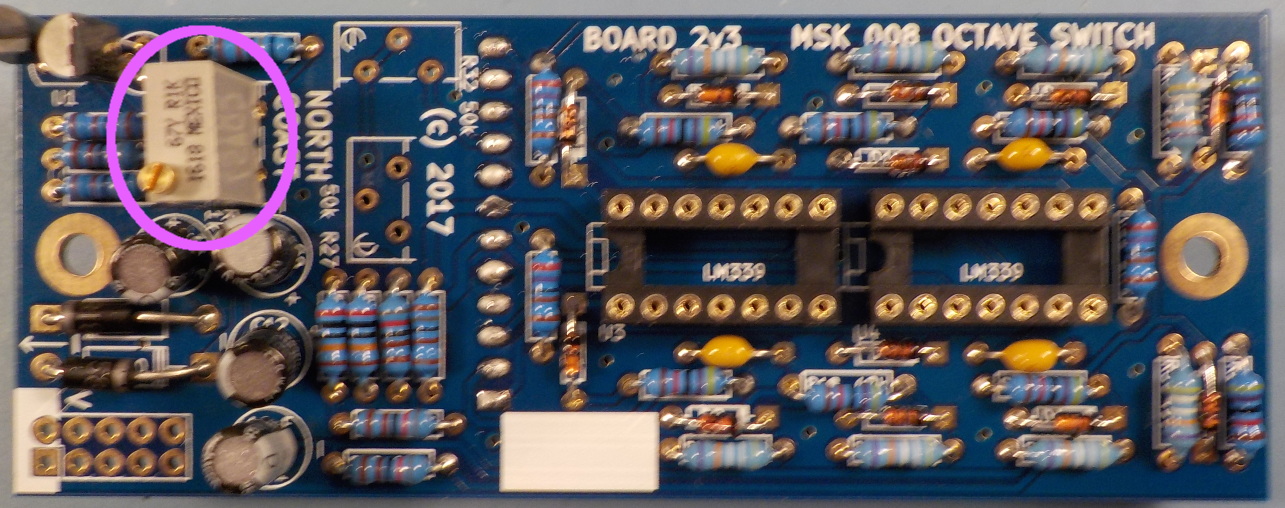 BOARD 2v3
MSK 008 OCTAVE SWITCH
67Y R1K
1618 MEXICO
NORTH
COAST
(c) 2017
R32 50k
50k R27
LM339
LM339